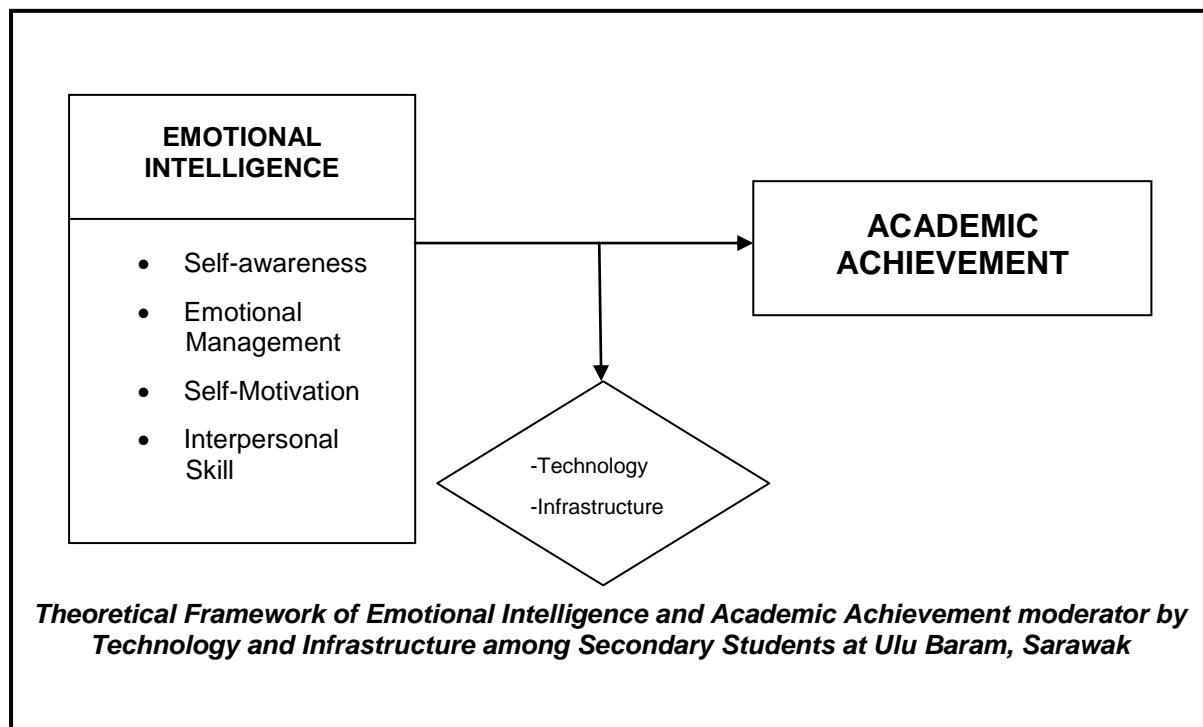 EMOTIONAL
INTELLIGENCE
• Self-awareness
• Emotional
Management
• Self-Motivation
• Interpersonal
Skill
ACADEMIC
ACHIEVEMENT
-Technology
-Infrastructure
Theoretical Framework of Emotional Intelligence and Academic Achievement moderator by
Technology and Infrastructure among Secondary Students at Ulu Baram, Sarawak